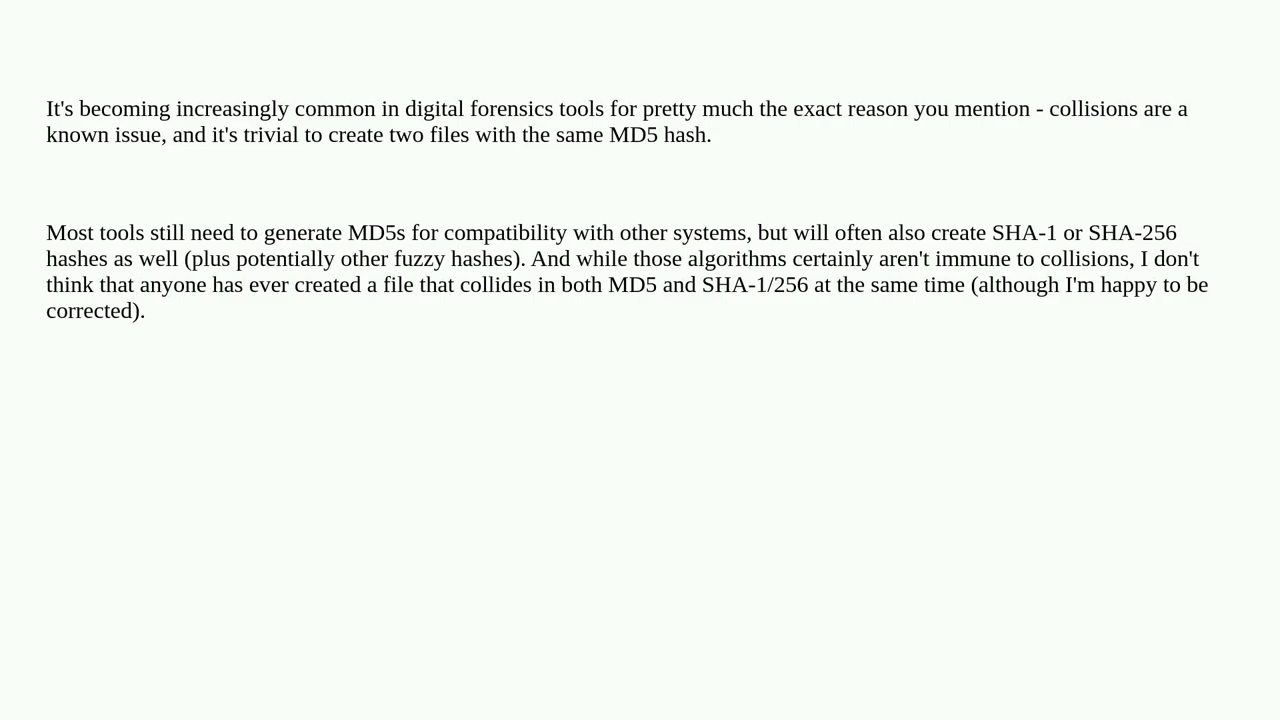 It's becoming increasingly common in digital forensics tools for pretty much the exact reason you mention - collisions are a
known issue, and it's trivial to create two files with the same MD5 hash.
Most tools still need to generate MD5s for compatibility with other systems, but will often also create SHA-1 or SHA-256
hashes as well (plus potentially other fuzzy hashes). And while those algorithms certainly aren't immune to collisions, I don't
think that anyone has ever created a file that collides in both MD5 and SHA-1/256 at the same time (although I'm happy to be
corrected).